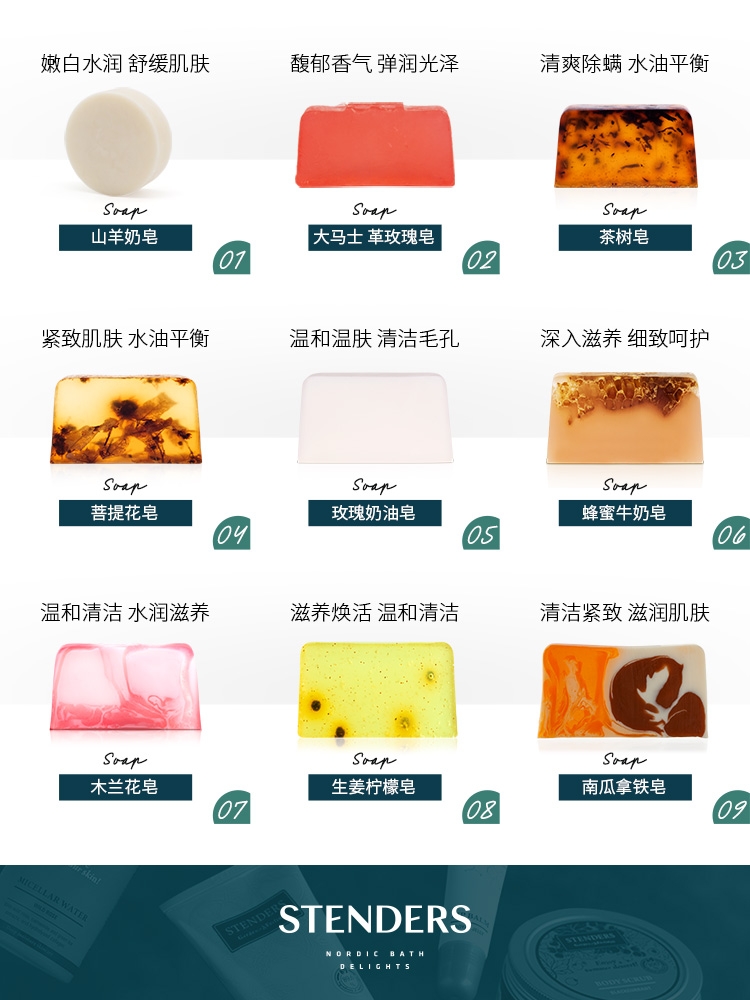 嫩白水润 舒缓肌肤
Soap
山羊奶皂
01
馥郁香气 弹润光泽
Soap
大马士 革玫瑰皂
02
清爽除螨 水油平衡
Soap
茶树皂
03
紧致肌肤 水油平衡
Soap
菩提花皂
04
温和温肤 清洁毛孔
Soap
玫瑰奶油皂
05
深入滋养 细致呵护
Soap
蜂蜜牛奶皂
06
温和清洁 水润滋养
Soap
木兰花皂
07
滋养焕活 温和清洁
Soap
生姜柠檬皂
08
清洁紧致 滋润肌肤
Soap
南瓜拿铁皂
09
MICELLAR WATER
STENDERS
STENDERS
BODY SCRUB
STENDERS
NORDIC BATH
DELIGHTS